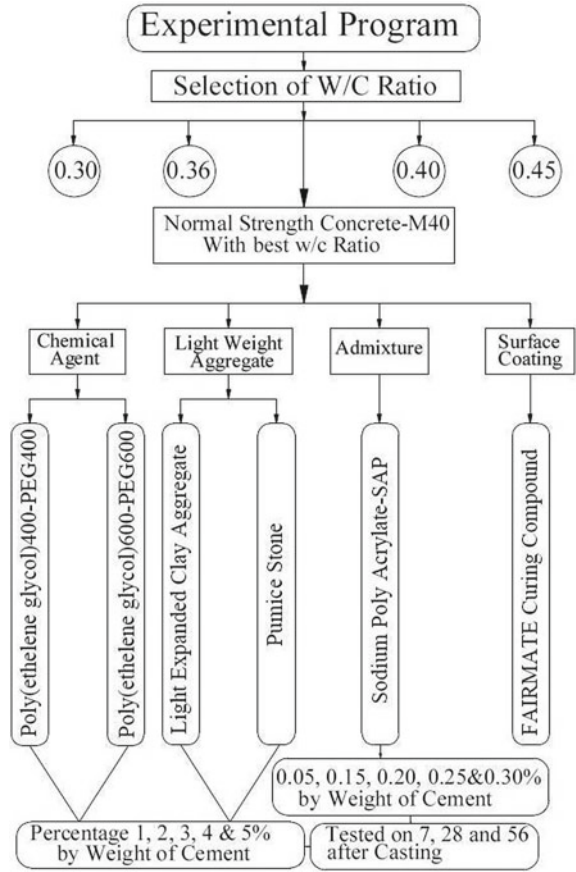 Experimental Program
Selection of W/C Ratio
0.30
0.36
0.40
0.45
Normal Strength Concrete-M40
With best w/c Ratio
Chemical
Agent
Light Weight
Aggregate
Admixture
Surface
Coating
Poly(ethelene glycol)400-PEG400
Poly(ethelene glycol)600-PEG600
Light Expanded Clay Aggregate
Pumice Stone
Sodium Poly Acrylate-SAP
FAIRMATE Curing Compound
0.05, 0.15, 0.20, 0.25&0.30%
by Weight of Cement
Percentage 1, 2, 3, 4 & 5%
by Weight of Cement
Tested on 7, 28 and 56
after Casting